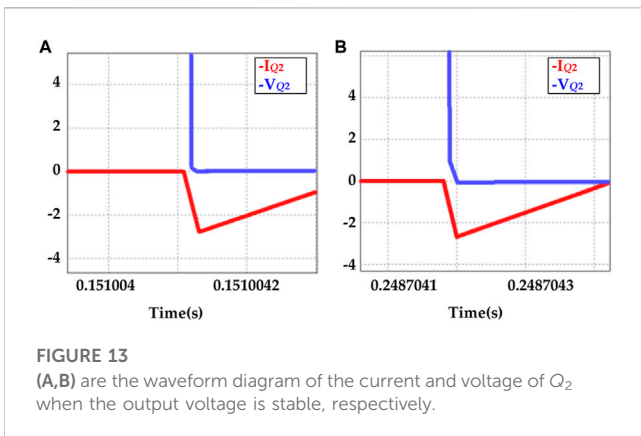 A
B
-IQ2
-VQ2
-IQ2
-VQ2
4
2
0
-2
-4
6
4
2
0
-2
-4
0.151004
0.1510042
0.2487041
0.2487043
Time(s)
Time(s)
FIGURE 13
(A,B) are the waveform diagram of the current and voltage of Q2
when the output voltage is stable, respectively.